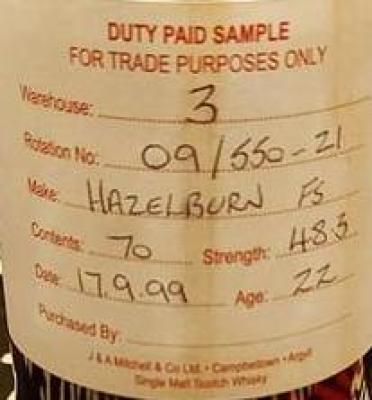 DUTY PAID SAMPLE
FOR TRADE PURPOSES ONLY
Warehouse: 3
Rotation No: 09/550-21
Make: HAZELBURN FS
Contents: 70 Strength: 48.3
Date: 17.9.99 Age: 22
Purchased By:
J & A Mitchell & Co Ltd. • Campbeltown • Argyll
Single Malt Scotch Whisky